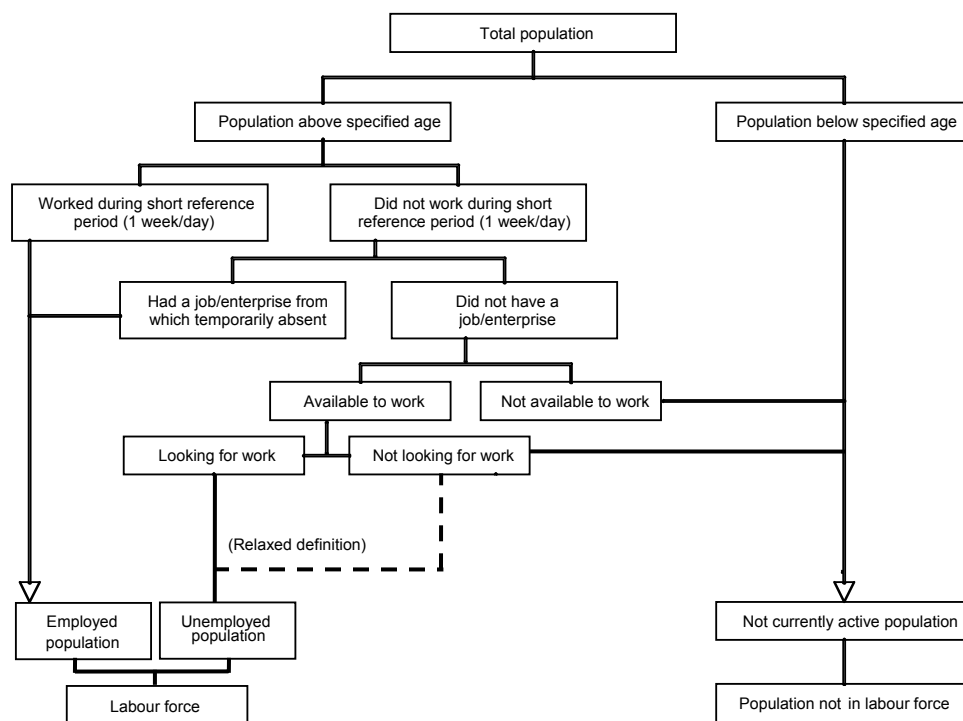 Total population
Population above specified age
Population below specified age
Worked during short reference
period (1 week/day)
Did not work during short
reference period (1 week/day)
Had a job/enterprise from
which temporarily absent
Did not have a
job/enterprise
Available to work
Not available to work
Looking for work
Not looking for work
(Relaxed definition)
Employed
population
Unemployed
population
Not currently active population
Labour force
Population not in labour force